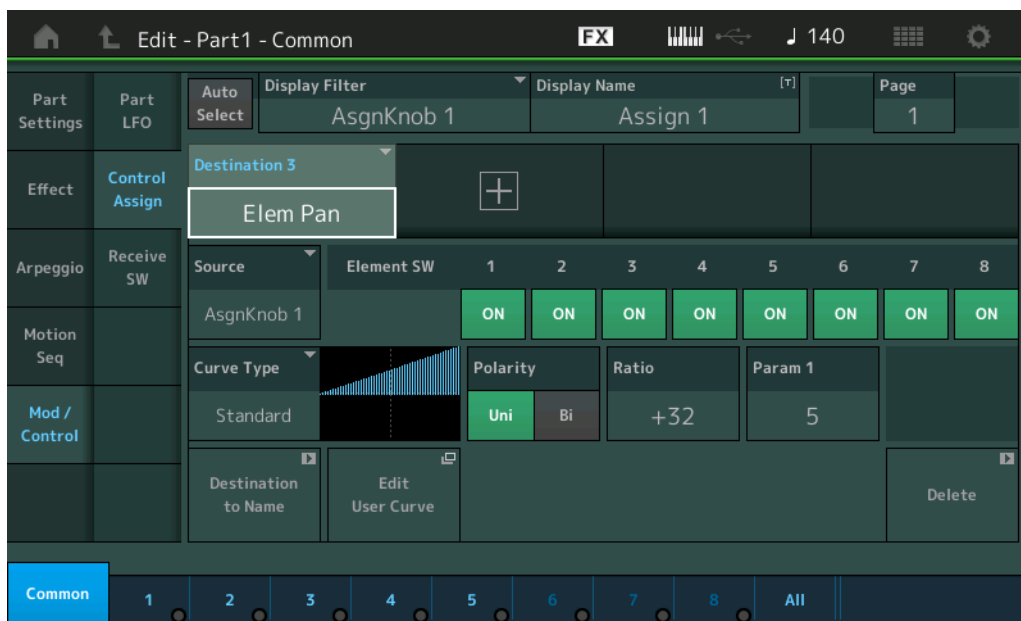 Edit - Part1 - Common
FX
140
Part
Settings
Part
LFO
Auto
Select
Display Filter
AsgnKnob 1
Display Name
[T]
Assign 1
Page
1
Effect
Control
Assign
Destination 3
Elem Pan
Arpeggio
Receive
SW
Source
AsgnKnob 1
Element SW
1 2 3 4 5 6 7 8
ON ON ON ON ON ON ON ON
Motion
Seq
Curve Type
Standard
Polarity
Uni Bi
Ratio
+32
Param 1
5
Mod /
Control
Destination
to Name
Edit
User Curve
Delete
Common 1 2 3 4 5 6 7 8 All